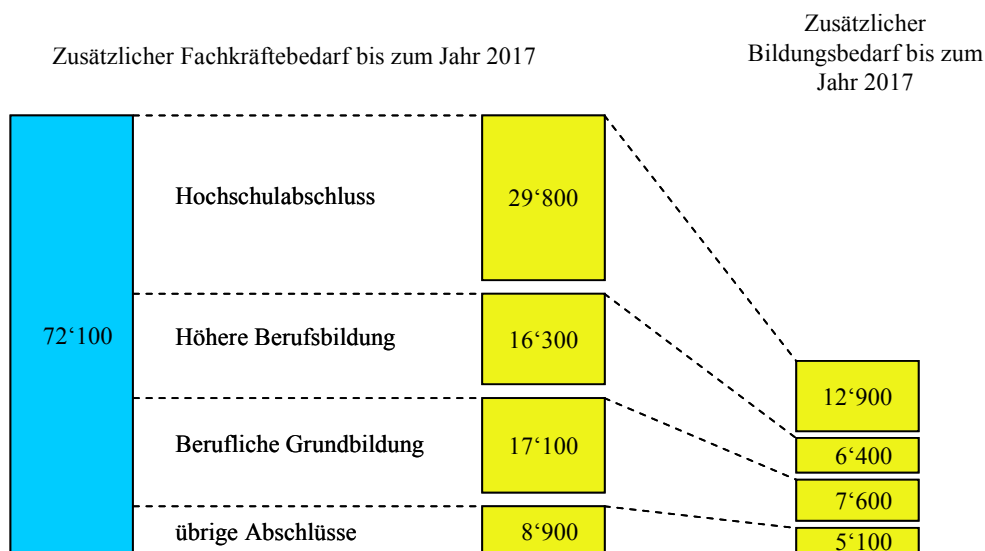 Zusätzlicher Fachkräftebedarf bis zum Jahr 2017
Zusätzlicher
Bildungsbedarf bis zum
Jahr 2017
72‘100
Hochschulabschluss
29‘800
12‘900
Höhere Berufsbildung
16‘300
6‘400
Berufliche Grundbildung
17‘100
7‘600
übrige Abschlüsse
8‘900
5‘100